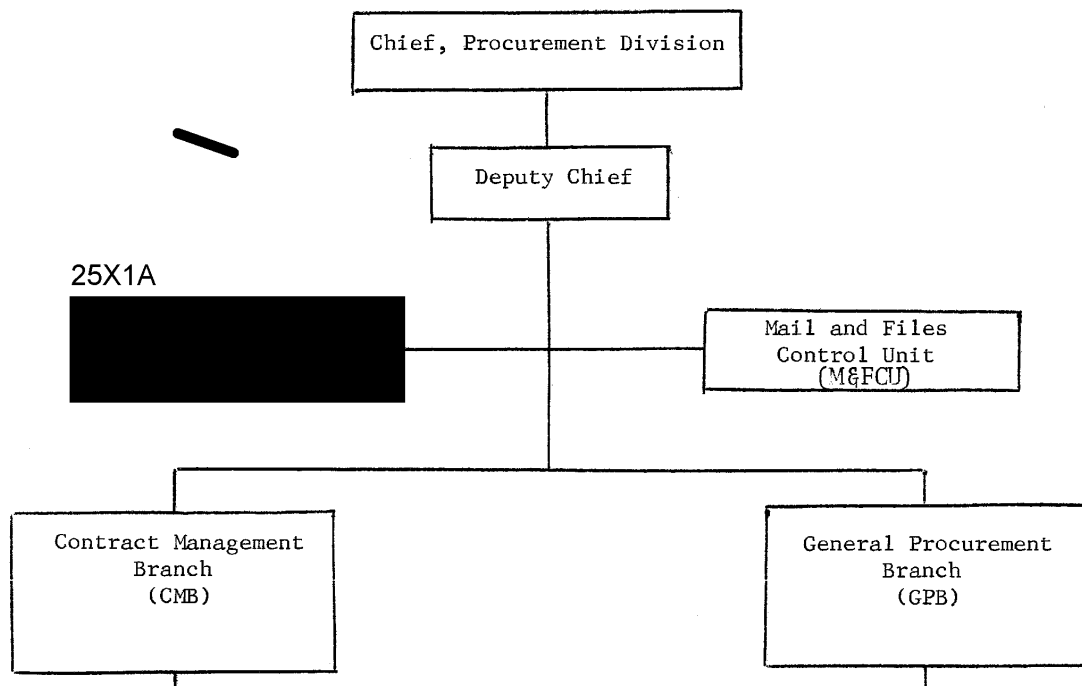 Chief, Procurement Division
Deputy Chief
25X1A
Mail and Files
Control Unit
(M&FCU)
Contract Management
Branch
(CMB)
General Procurement
Branch
(GPB)